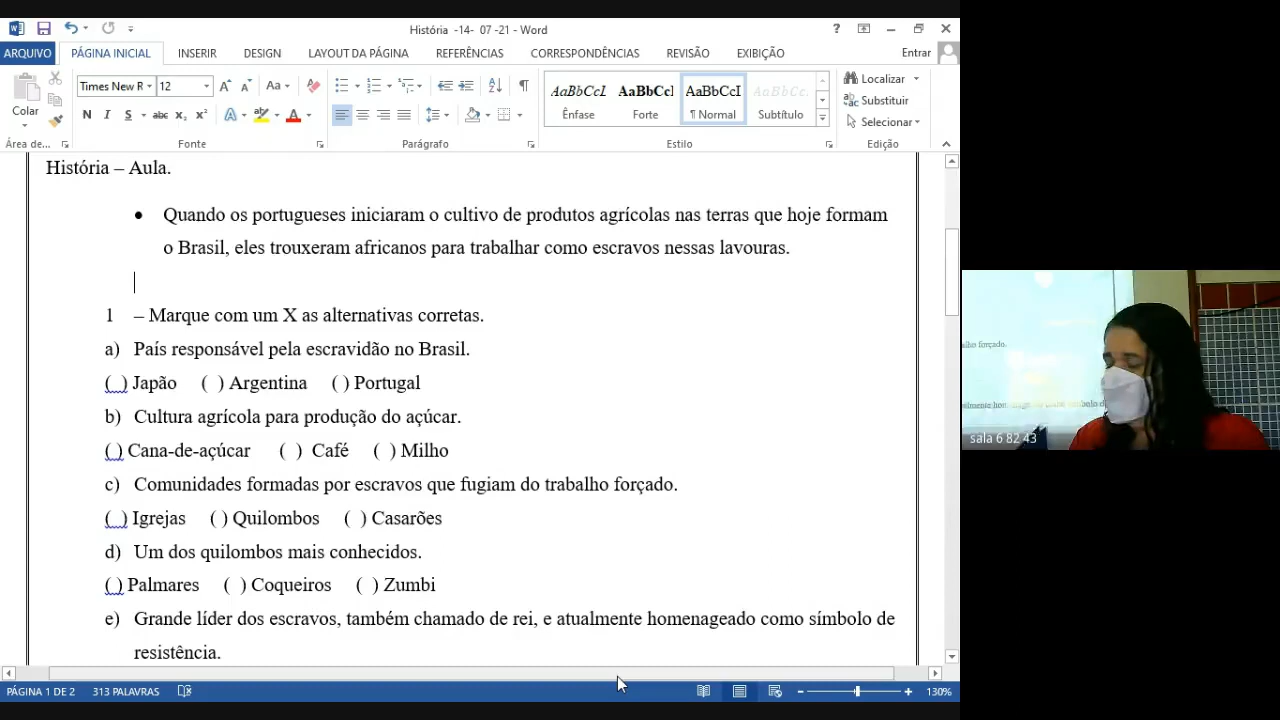 História -14- 07 -21 - Word
?
ARQUIVO PÁGINA INICIAL INSERIR DESIGN LAYOUT DA PÁGINA REFERÊNCIAS CORRESPONDÊNCIAS REVISÃO EXIBIÇÃO Entrar
Colar
Times New R 12 A A Aa
N I S abc x₂ x² A A
AaBbCcI AaBbCcI AaBbCcI AaBbCc.
Ênfase Forte ¶ Normal Subtítulo
Localizar
Substituir
Selecionar
Área de... Fonte Parágrafo Estilo Edição
História – Aula.
• Quando os portugueses iniciaram o cultivo de produtos agrícolas nas terras que hoje formam
o Brasil, eles trouxeram africanos para trabalhar como escravos nessas lavouras.
1 – Marque com um X as alternativas corretas.
a) País responsável pela escravidão no Brasil.
( ) Japão ( ) Argentina ( ) Portugal
b) Cultura agrícola para produção do açúcar.
( ) Cana-de-açúcar ( ) Café ( ) Milho
c) Comunidades formadas por escravos que fugiam do trabalho forçado.
( ) Igrejas ( ) Quilombos ( ) Casarões
d) Um dos quilombos mais conhecidos.
( ) Palmares ( ) Coqueiros ( ) Zumbi
e) Grande líder dos escravos, também chamado de rei, e atualmente homenageado como símbolo de
resistência.
PÁGINA 1 DE 2 313 PALAVRAS 130%
alho forçado.
sala 6 82 43